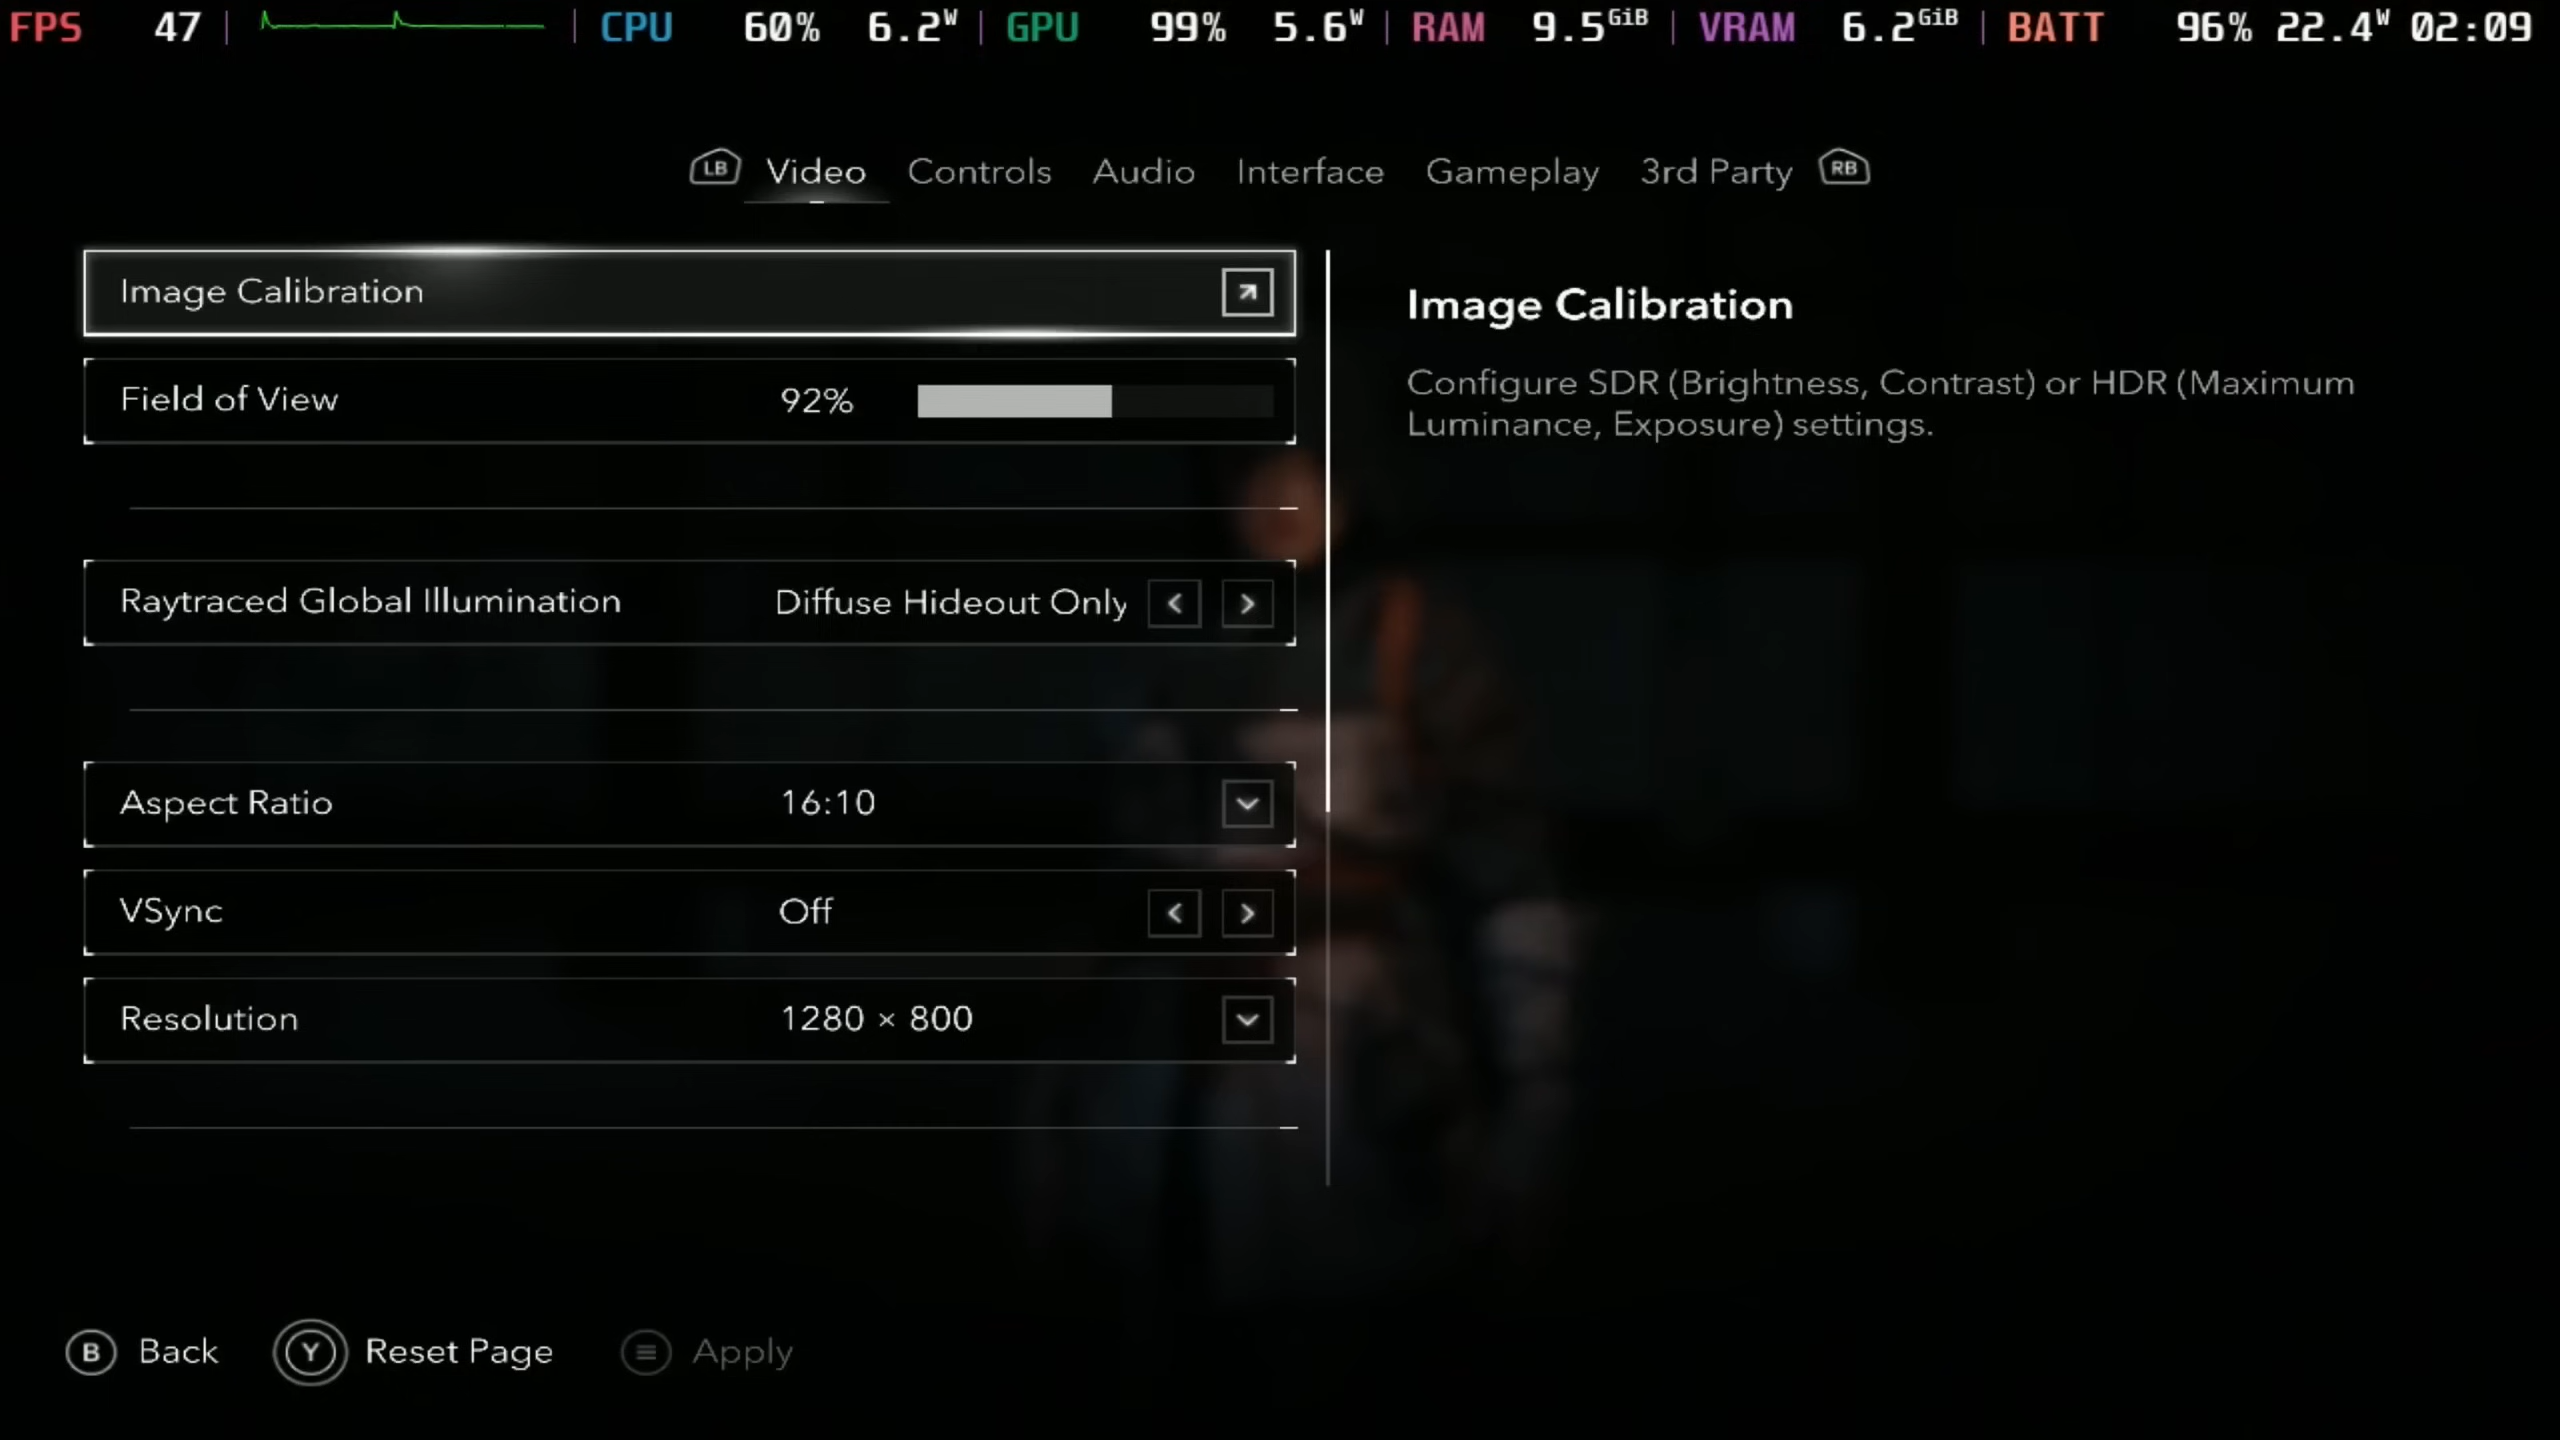 FPS 47 CPU 60% 6.2W GPU 99% 5.6W RAM 9.5GiB VRAM 6.2GiB BATT 96% 22.4W 02:09
LB Video Controls Audio Interface Gameplay 3rd Party RB
Image Calibration
Field of View 92%
Raytraced Global Illumination Diffuse Hideout Only
Aspect Ratio 16:10
VSync Off
Resolution 1280 × 800
Image Calibration
Configure SDR (Brightness, Contrast) or HDR (Maximum
Luminance, Exposure) settings.
B Back Y Reset Page Apply